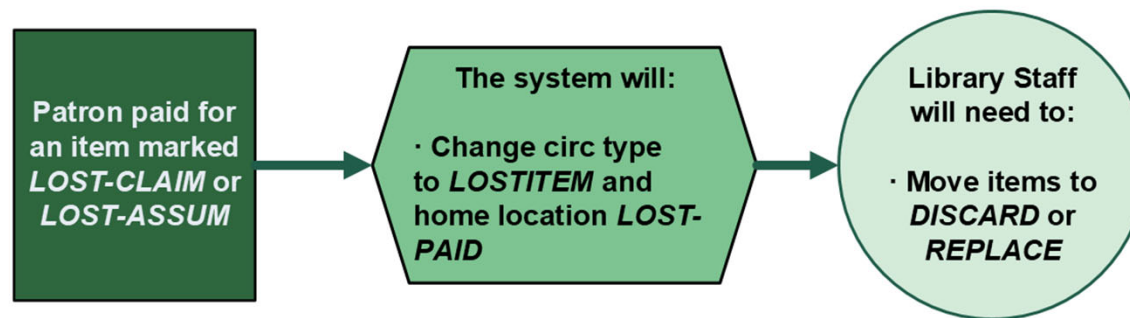 Patron paid for
an item marked
LOST-CLAIM or
LOST-ASSUM
The system will:
· Change circ type
to LOSTITEM and
home location LOST-
PAID
Library Staff
will need to:
· Move items to
DISCARD or
REPLACE